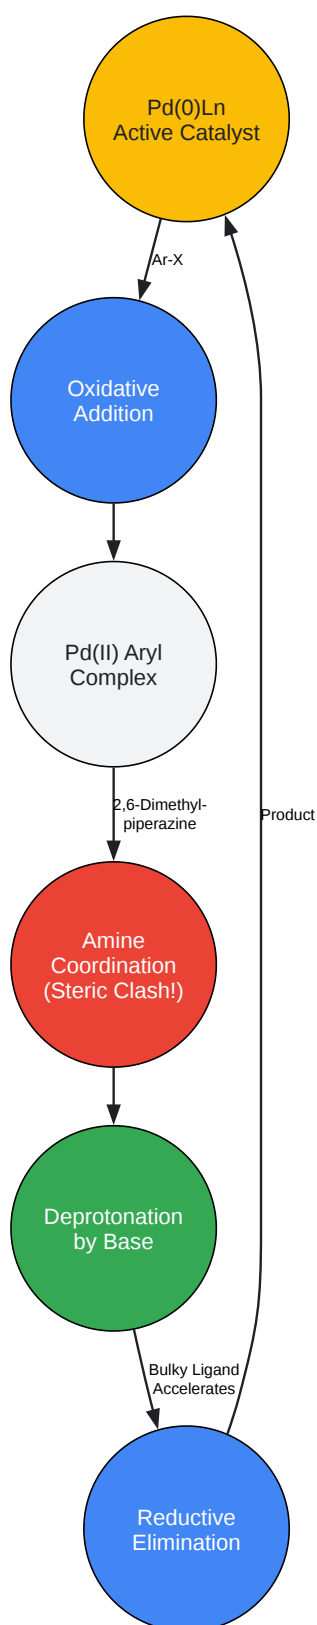 Pd(0)Ln
Active Catalyst
Ar-X
Oxidative
Addition
Pd(II) Aryl
Complex
2,6-Dimethyl-
piperazine
Product
Amine
Coordination
(Steric Clash!)
Deprotonation
by Base
Bulky Ligand
Accelerates
Reductive
Elimination